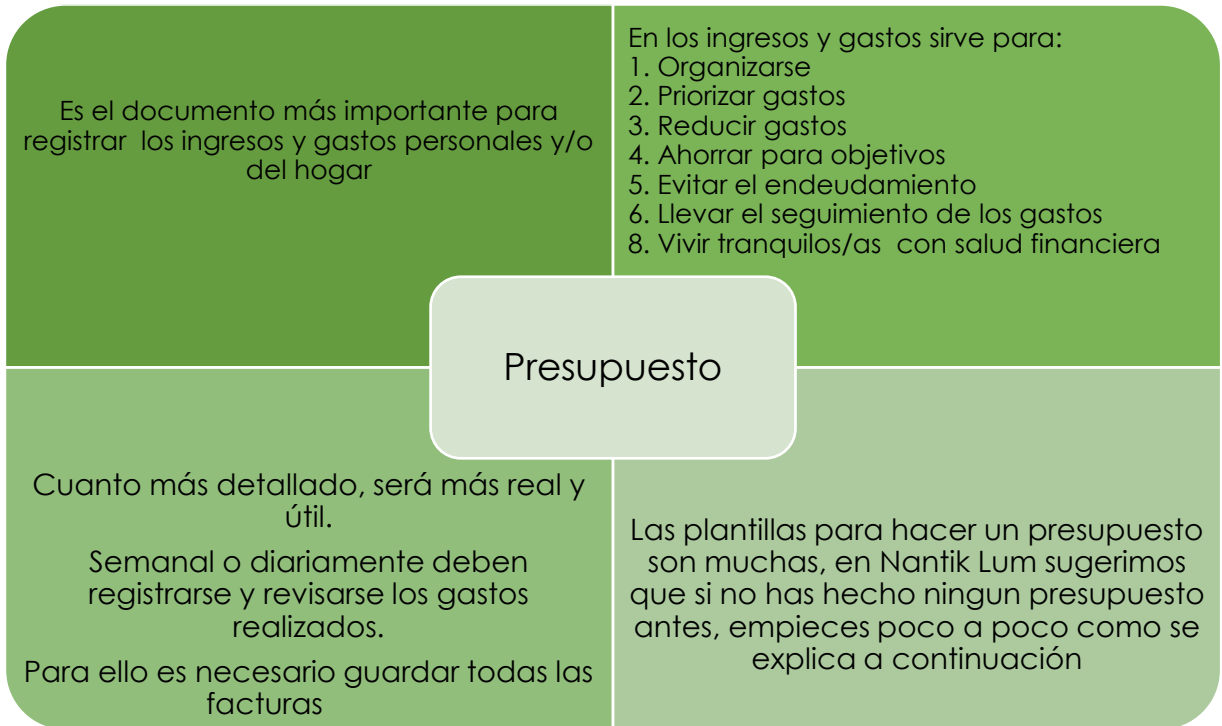 Es el documento más importante para
registrar los ingresos y gastos personales y/o
del hogar
En los ingresos y gastos sirve para:
1. Organizarse
2. Priorizar gastos
3. Reducir gastos
4. Ahorrar para objetivos
5. Evitar el endeudamiento
6. Llevar el seguimiento de los gastos
8. Vivir tranquilos/as con salud financiera
Presupuesto
Cuanto más detallado, será más real y
útil.
Semanal o diariamente deben
registrarse y revisarse los gastos
realizados.
Para ello es necesario guardar todas las
facturas
Las plantillas para hacer un presupuesto
son muchas, en Nantik Lum sugerimos
que si no has hecho ningun presupuesto
antes, empieces poco a poco como se
explica a continuación